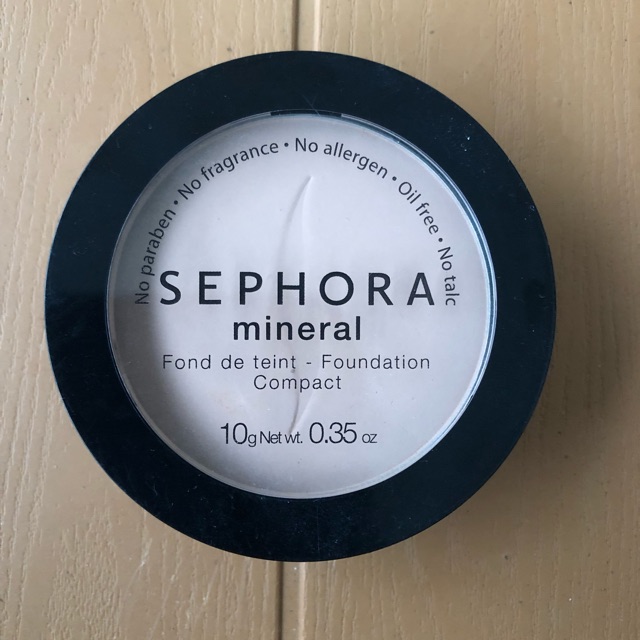 No paraben • No fragrance • No allergen • Oil free • No talc
SEPHORA
mineral
Fond de teint - Foundation
Compact
10g Net wt. 0.35 oz